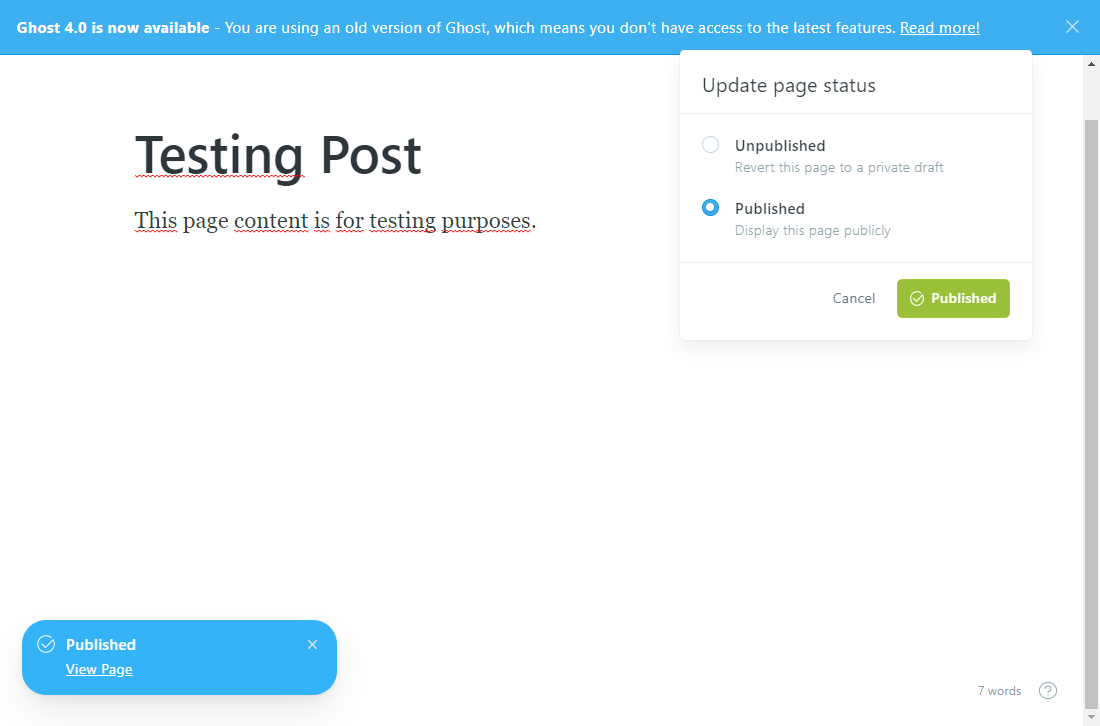 Ghost 4.0 is now available - You are using an old version of Ghost, which means you don't have access to the latest features. Read more!
Update page status
Unpublished
Revert this page to a private draft
Published
Display this page publicly
Cancel
Published
Testing Post
This page content is for testing purposes.
Published
View Page
7 words
?